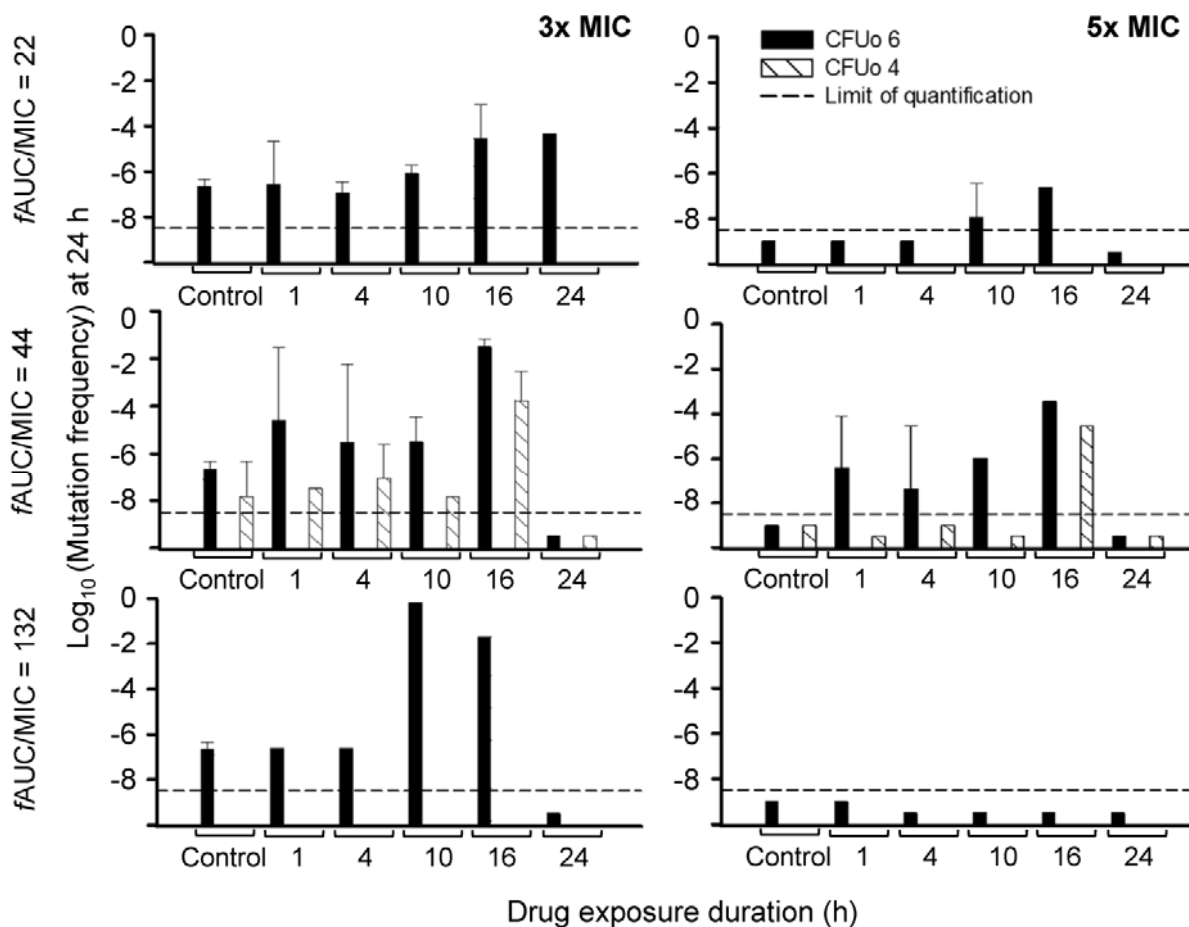 3x MIC
5x MIC
CFUo 6
CFUo 4
Limit of quantification
Log₁₀ (Mutation frequency) at 24 h
fAUC/MIC = 22
0
-2
-4
-6
-8
Control 1 4 10 16 24
0
-2
-4
-6
-8
Control 1 4 10 16 24
fAUC/MIC = 44
0
-2
-4
-6
-8
Control 1 4 10 16 24
0
-2
-4
-6
-8
Control 1 4 10 16 24
fAUC/MIC = 132
0
-2
-4
-6
-8
Control 1 4 10 16 24
0
-2
-4
-6
-8
Control 1 4 10 16 24
Drug exposure duration (h)